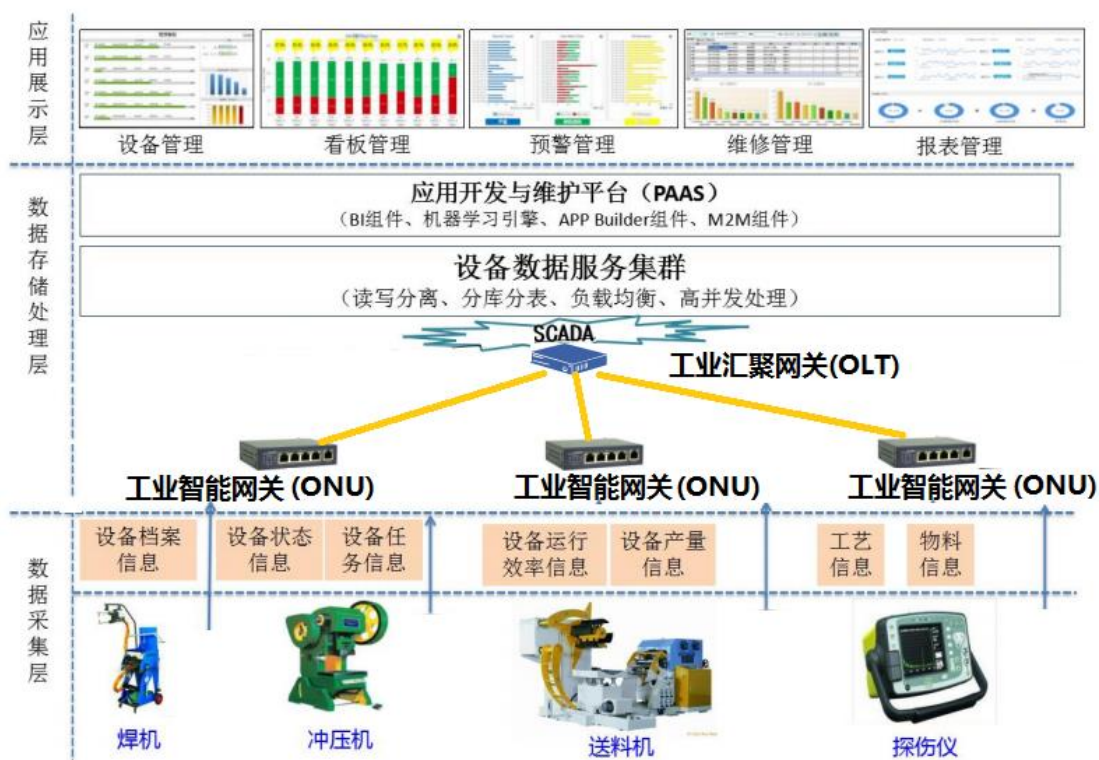 应用展示层
设备管理
看板管理
预警管理
维修管理
报表管理
数据存储处理层
应用开发与维护平台（PAAS）
（BI组件、机器学习引擎、APP Builder组件、M2M组件）
设备数据服务集群
（读写分离、分库分表、负载均衡、高并发处理）
SCADA
工业汇聚网关(OLT)
工业智能网关(ONU)
工业智能网关(ONU)
工业智能网关(ONU)
数据采集层
设备档案
信息
设备状态
信息
设备任
务信息
设备运行
效率信息
设备产量
信息
工艺
信息
物料
信息
焊机
冲压机
送料机
探伤仪